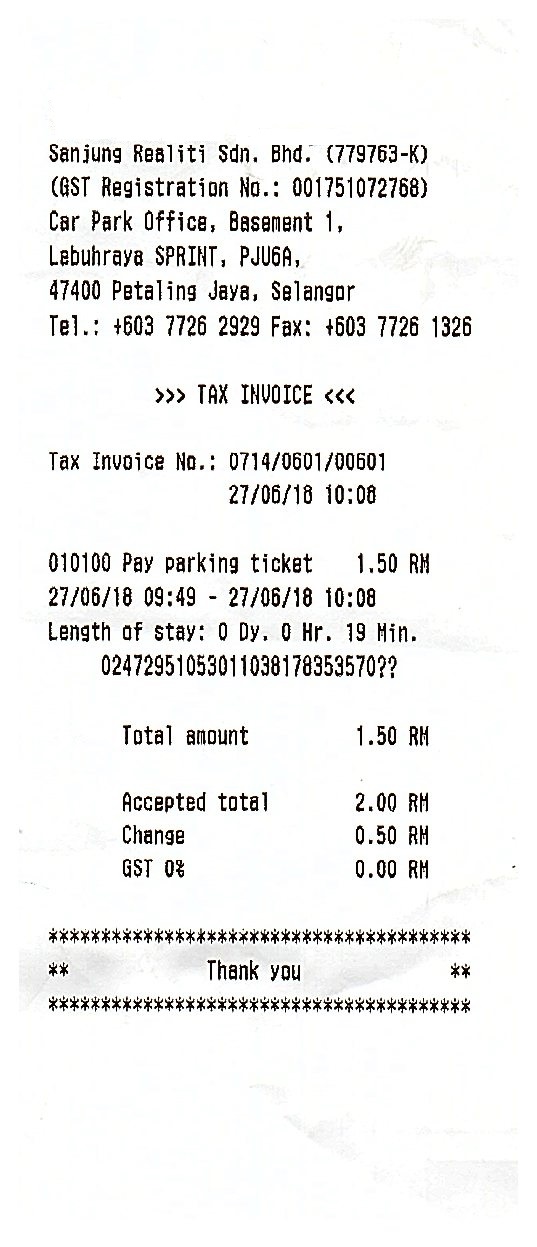 Sanjung Realiti Sdn. Bhd. (779763-K)
(GST Registration No.: 001751072768)
Car Park Office, Basement 1,
Lebuhraya SPRINT, PJU6A,
47400 Petaling Jaya, Selangor
Tel.: +603 7726 2929 Fax: +603 7726 1326
>>> TAX INVOICE <<<
Tax Invoice No.: 0714/0601/00601
27/06/18 10:08
010100 Pay parking ticket 1.50 RM
27/06/18 09:49 - 27/06/18 10:08
Length of stay: 0 Dy. 0 Hr. 19 Min.
0247295105301103817835357​0??
Total amount 1.50 RM
Accepted total 2.00 RM
Change 0.50 RM
GST 0% 0.00 RM
****************************************
** Thank you **
****************************************